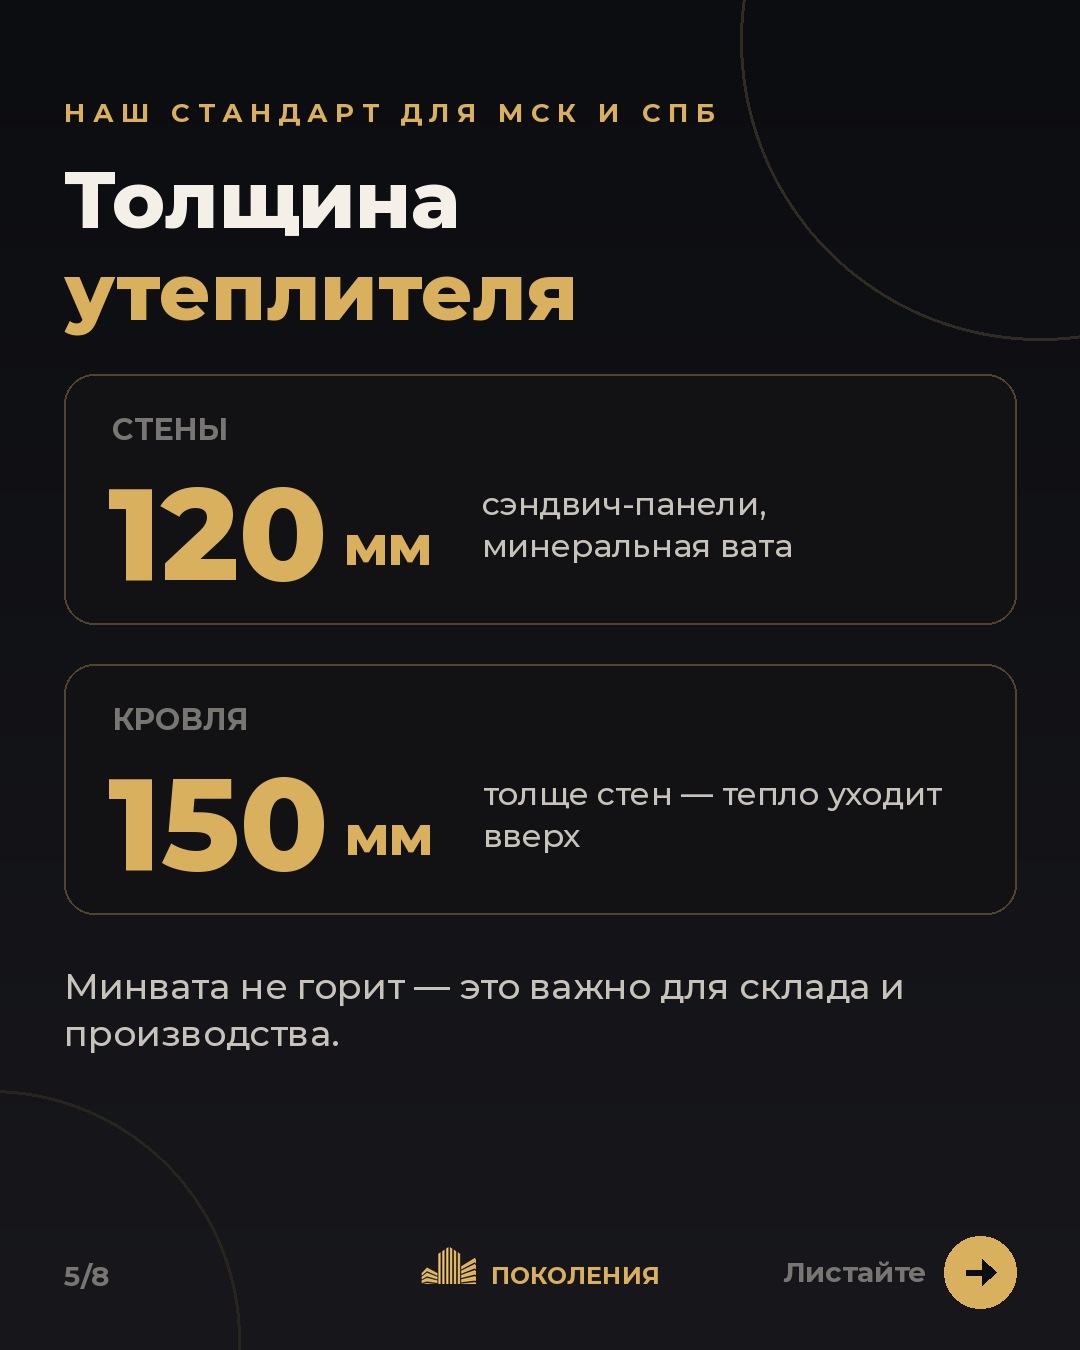 НАШ СТАНДАРТ ДЛЯ МСК И СПБ
Толщина
утеплителя
СТЕНЫ
120 мм
сэндвич-панели,
минеральная вата
КРОВЛЯ
150 мм
толще стен — тепло уходит
вверх
Минвата не горит — это важно для склада и
производства.
5/8
ПОКОЛЕНИЯ
Листайте